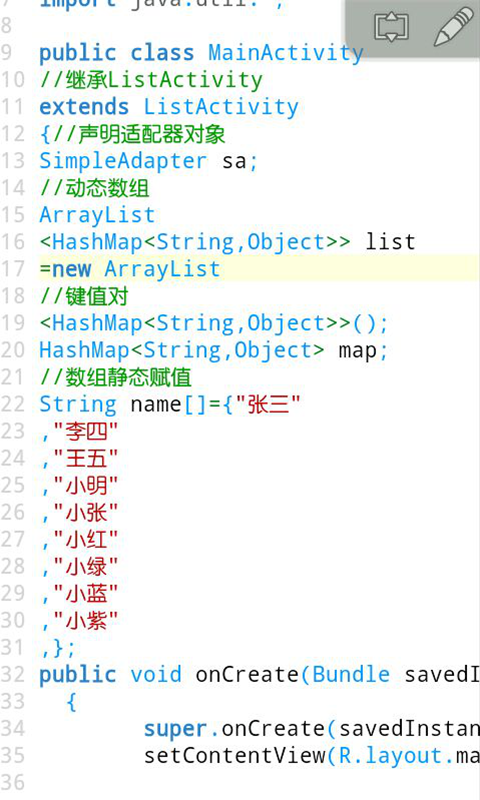 7 import java.util.*;
8
9 public class MainActivity
10 //继承ListActivity
11 extends ListActivity
12 {//声明适配器对象
13 SimpleAdapter sa;
14 //动态数组
15 ArrayList
16 <HashMap<String,Object>> list
17 =new ArrayList
18 //键值对
19 <HashMap<String,Object>>();
20 HashMap<String,Object> map;
21 //数组静态赋值
22 String name[]={"张三"
23 ,"李四"
24 ,"王五"
25 ,"小明"
26 ,"小张"
27 ,"小红"
28 ,"小绿"
29 ,"小蓝"
30 ,"小紫"
31 ,};
32 public void onCreate(Bundle savedI
33 {
34 super.onCreate(savedInstan
35 setContentView(R.layout.ma
36